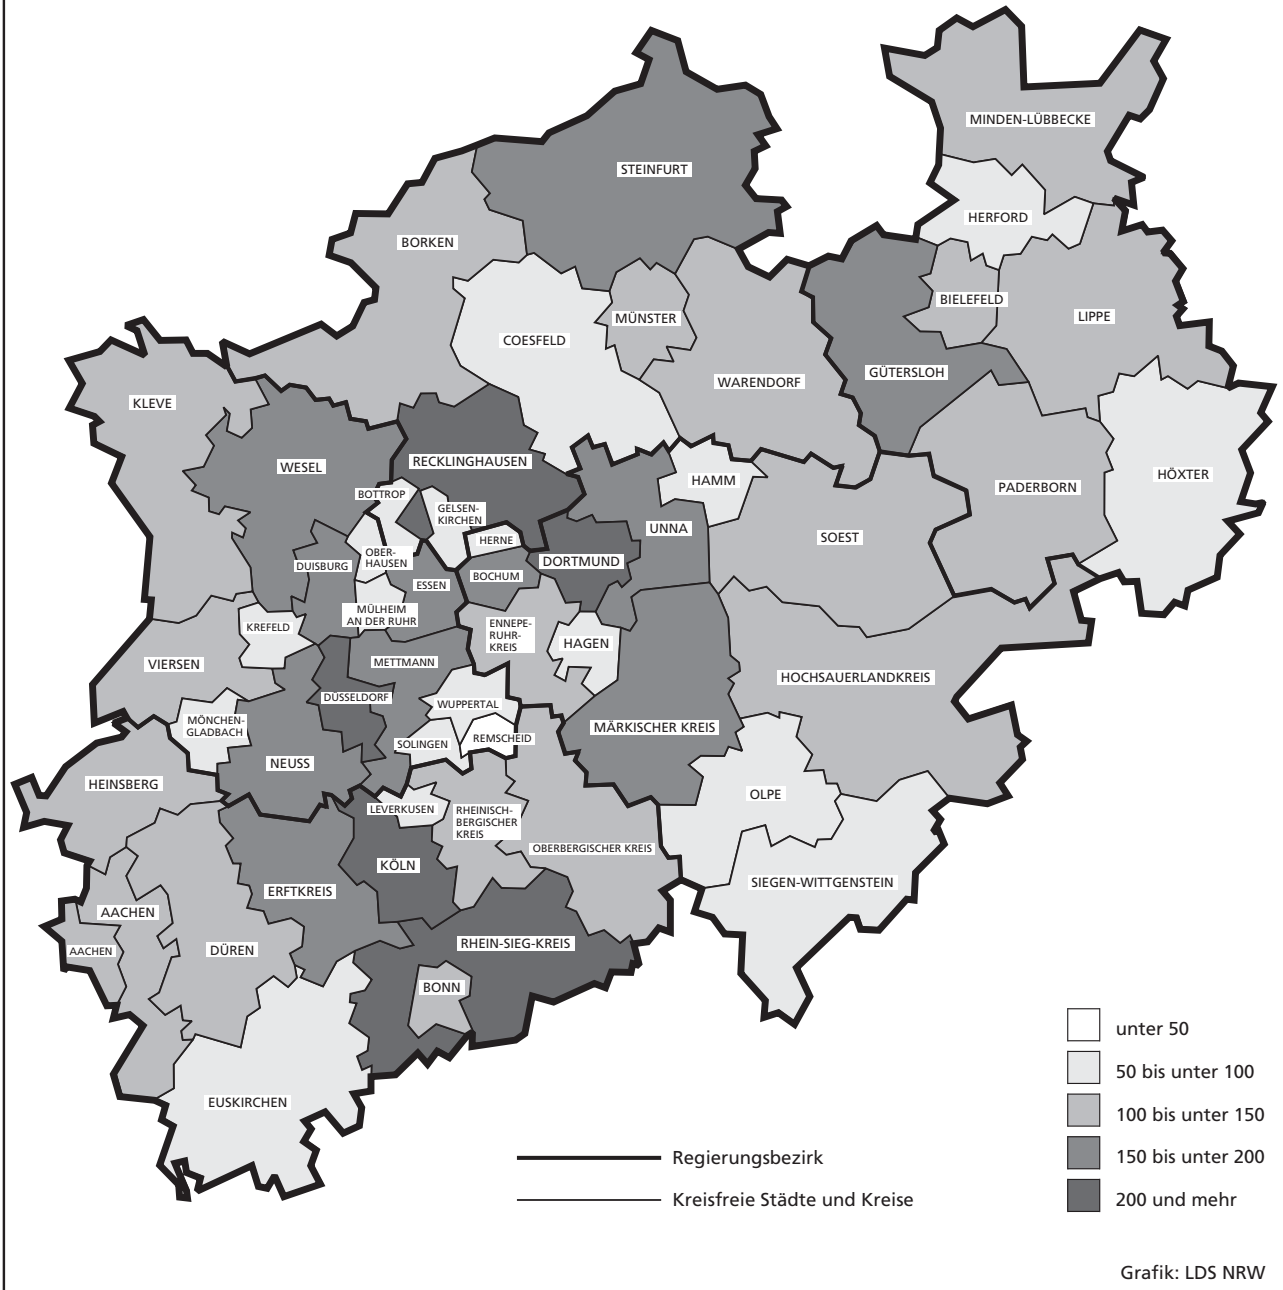 MINDEN-LÜBBECKE
STEINFURT
HERFORD
BORKEN
BIELEFELD
MÜNSTER
LIPPE
COESFELD
GÜTERSLOH
WARENDORF
KLEVE
RECKLINGHAUSEN
WESEL
HÖXTER
HAMM
PADERBORN
BOTTROP
GELSEN-
KIRCHEN
UNNA
SOEST
HERNE
OBER-
HAUSEN
DORTMUND
DUISBURG
BOCHUM
ESSEN
MÜLHEIM
AN DER RUHR
KREFELD
ENNEPE-
RUHR-
KREIS
HAGEN
VIERSEN
METTMANN
HOCHSAUERLANDKREIS
DÜSSELDORF
WUPPERTAL
MÖNCHEN-
GLADBACH
MÄRKISCHER KREIS
SOLINGEN
REMSCHEID
NEUSS
HEINSBERG
OLPE
LEVERKUSEN
RHEINISCH-
BERGISCHER
KREIS
OBERBERGISCHER KREIS
KÖLN
SIEGEN-WITTGENSTEIN
ERFTKREIS
AACHEN
RHEIN-SIEG-KREIS
AACHEN
DÜREN
BONN
EUSKIRCHEN
unter 50
50 bis unter 100
100 bis unter 150
150 bis unter 200
200 und mehr
Regierungsbezirk
Kreisfreie Städte und Kreise
Grafik: LDS NRW